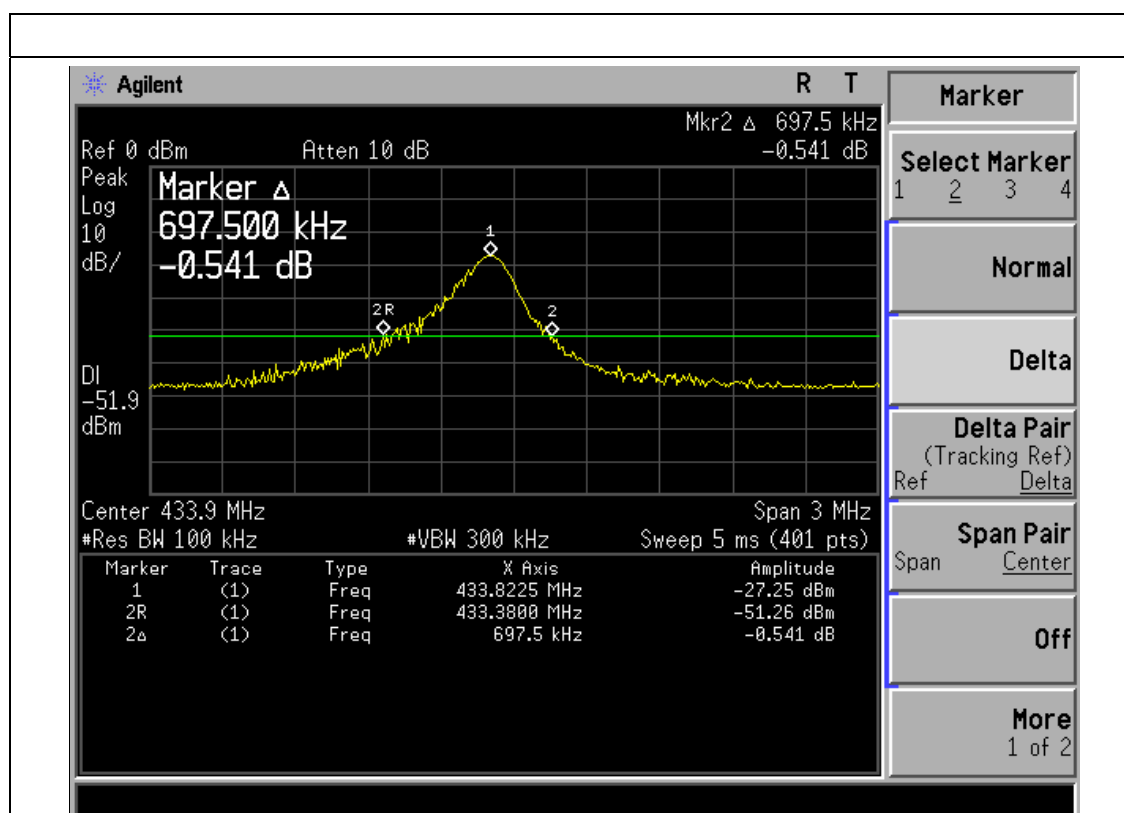 Agilent R T
Mkr2 Δ 697.5 kHz
Ref 0 dBm Atten 10 dB -0.541 dB
Peak
Log
10
dB/
Marker Δ
697.500 kHz
-0.541 dB
1
2R
2
DI
-51.9
dBm
Center 433.9 MHz Span 3 MHz
#Res BW 100 kHz #VBW 300 kHz Sweep 5 ms (401 pts)
Marker Trace Type X Axis Amplitude
1 (1) Freq 433.8225 MHz -27.25 dBm
2R (1) Freq 433.3800 MHz -51.26 dBm
2Δ (1) Freq 697.5 kHz -0.541 dB
Marker
Select Marker
1 2 3 4
Normal
Delta
Delta Pair
(Tracking Ref)
Ref Delta
Span Pair
Span Center
Off
More
1 of 2